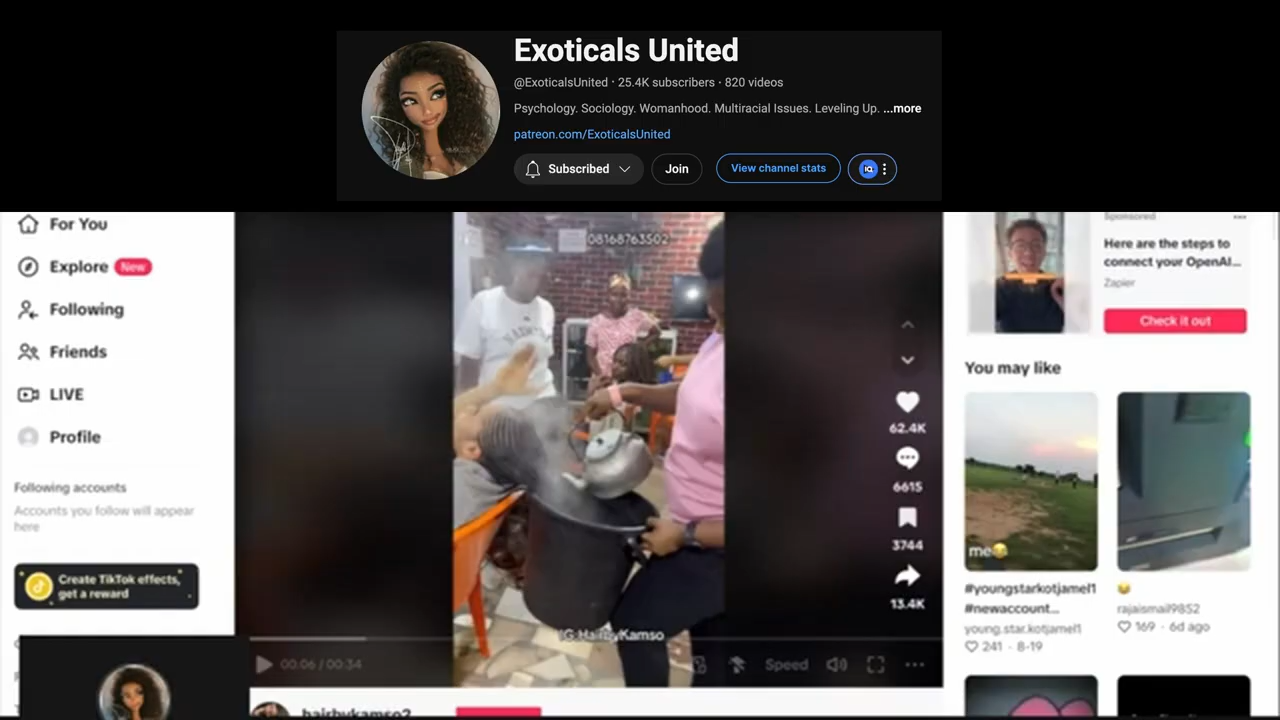 Exoticals United
@ExoticalsUnited · 25.4K subscribers · 820 videos
Psychology. Sociology. Womanhood. Multiracial Issues. Leveling Up. ...more
patreon.com/ExoticalsUnited
Subscribed
Join
View channel stats
IQ
For You
Explore New
Following
Friends
LIVE
Profile
Following accounts
Accounts you follow will appear
here
Create TikTok effects,
get a reward
08168763502
62.4K
6615
3744
13.4K
IG:HairbyKamso
00:06 / 00:34
Speed
hairbykamso2
Sponsored
Here are the steps to
connect your OpenAI...
Zapier
Check it out
You may like
me😂
#youngstarkotjamel1
#newaccount...
young.star.kotjamel1
241 · 8-19
😂
rajaismail9852
169 · 6d ago